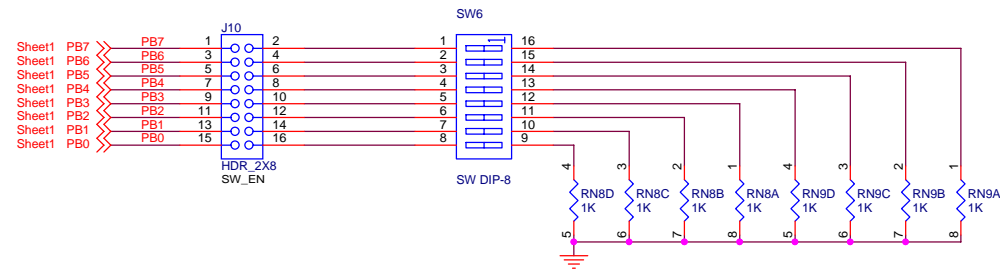 SW6
J10
Sheet1 PB7 PB7 1 2 1 16
Sheet1 PB6 PB6 3 4 2 15
Sheet1 PB5 PB5 5 6 3 14
Sheet1 PB4 PB4 7 8 4 13
Sheet1 PB3 PB3 9 10 5 12
Sheet1 PB2 PB2 11 12 6 11
Sheet1 PB1 PB1 13 14 7 10
Sheet1 PB0 PB0 15 16 8 9
HDR_2X8
SW_EN
SW DIP-8
4 3 2 1 4 3 2 1
RN8D RN8C RN8B RN8A RN9D RN9C RN9B RN9A
1K 1K 1K 1K 1K 1K 1K 1K
5 6 7 8 5 6 7 8